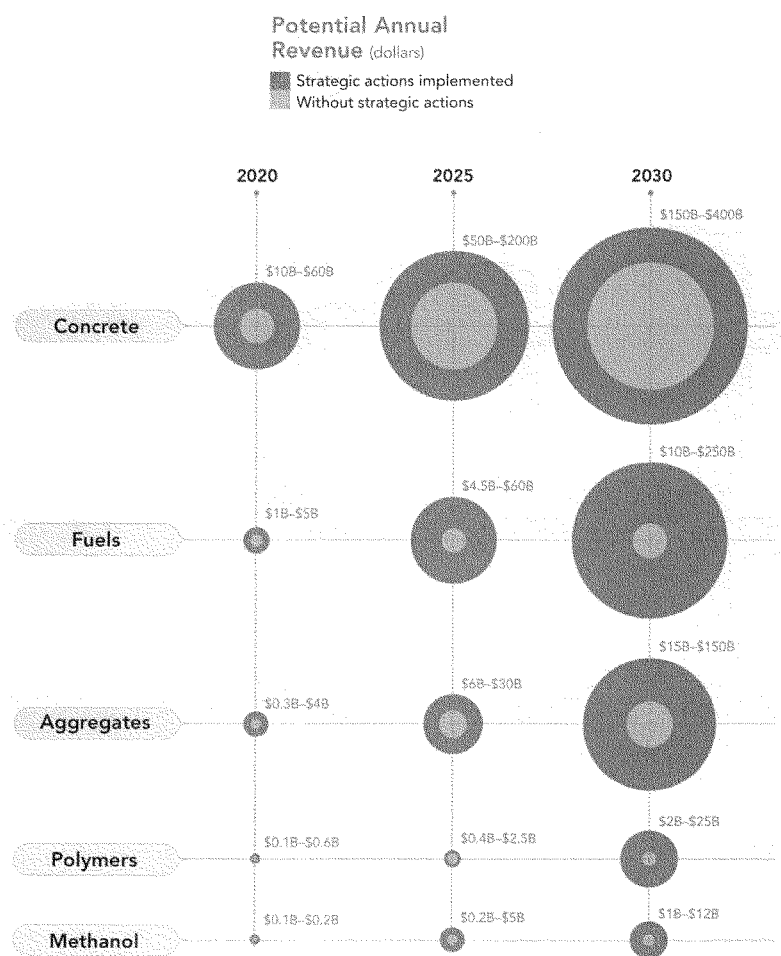 Potential Annual
Revenue (dollars)
Strategic actions implemented
Without strategic actions
2020
2025
2030
$10B–$60B
$50B–$200B
$150B–$400B
Concrete
$1B–$5B
$4.5B–$60B
$10B–$250B
Fuels
$0.3B–$4B
$6B–$30B
$15B–$150B
Aggregates
$0.1B–$0.6B
$0.4B–$2.5B
$2B–$25B
Polymers
$0.1B–$0.2B
$0.2B–$5B
$1B–$12B
Methanol